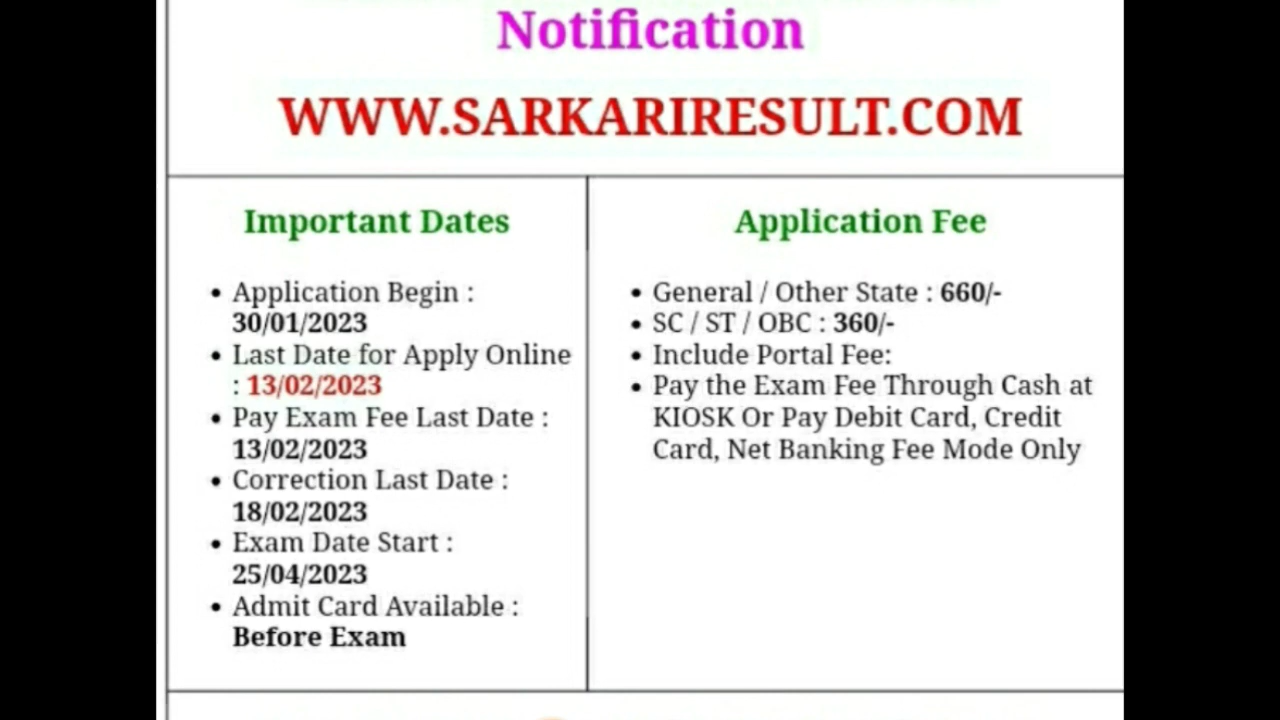 Notification
WWW.SARKARIRESULT.COM
Important Dates
• Application Begin :
30/01/2023
• Last Date for Apply Online
: 13/02/2023
• Pay Exam Fee Last Date :
13/02/2023
• Correction Last Date :
18/02/2023
• Exam Date Start :
25/04/2023
• Admit Card Available :
Before Exam
Application Fee
• General / Other State : 660/-
• SC / ST / OBC : 360/-
• Include Portal Fee:
• Pay the Exam Fee Through Cash at
KIOSK Or Pay Debit Card, Credit
Card, Net Banking Fee Mode Only